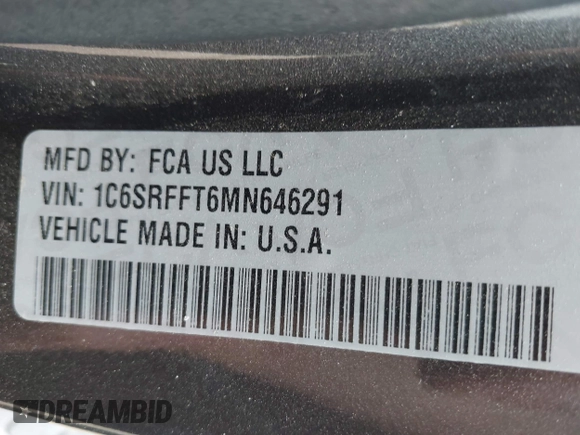 MFD BY: FCA US LLC
VIN: 1C6SRFFT6MN646291
VEHICLE MADE IN: U.S.A.
DREAMBID